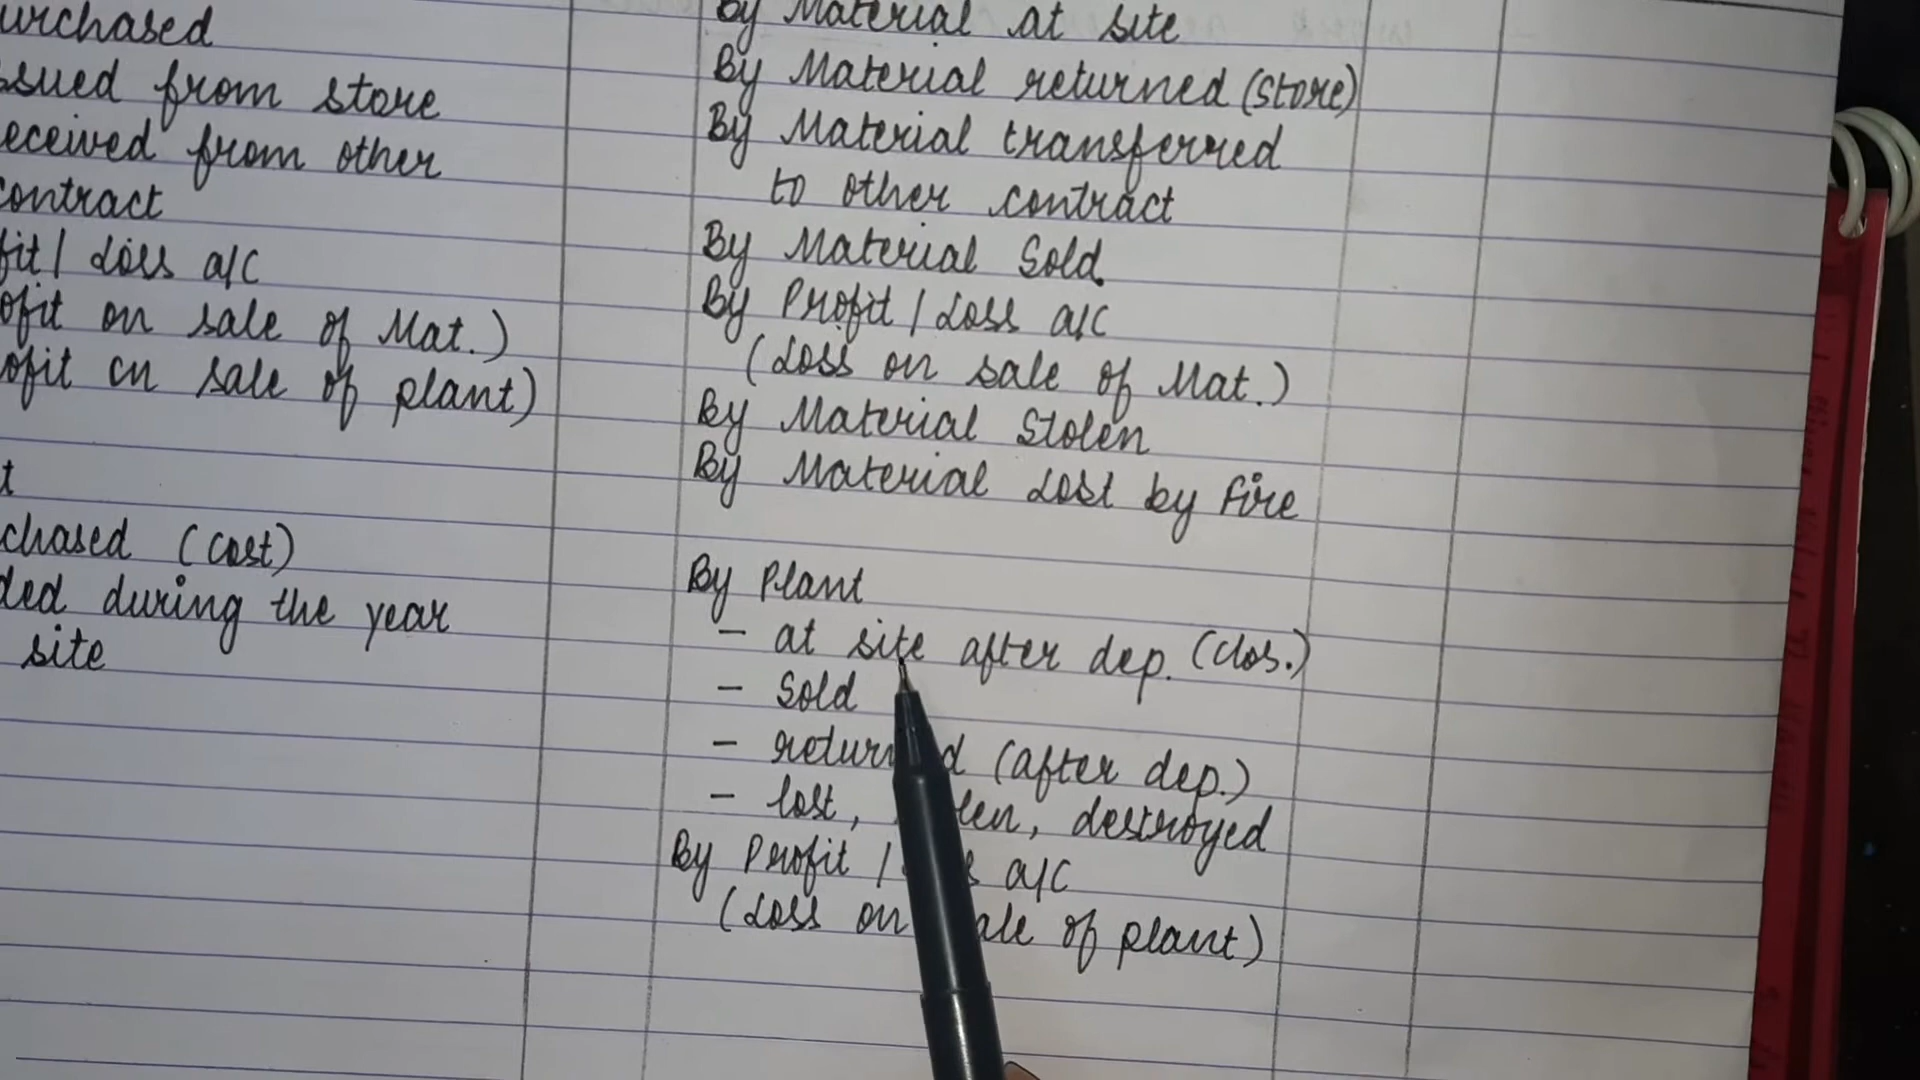 urchased
ssued from store
eceived from other
contract
fit / Loss a/c
ofit on sale of Mat.)
ofit on sale of plant)
t
chased (cost)
ded during the year
site
By Material at site
By Material returned (store)
By Material transferred
to other contract
By Material Sold
By Profit / Loss a/c
(Loss on sale of Mat.)
By Material Stolen
By Material Lost by fire
By Plant
- at site after dep. (clos.)
- Sold
- retur d (after dep.)
- lost, len, destroyed
By Profit / s a/c
(Loss on ale of plant)